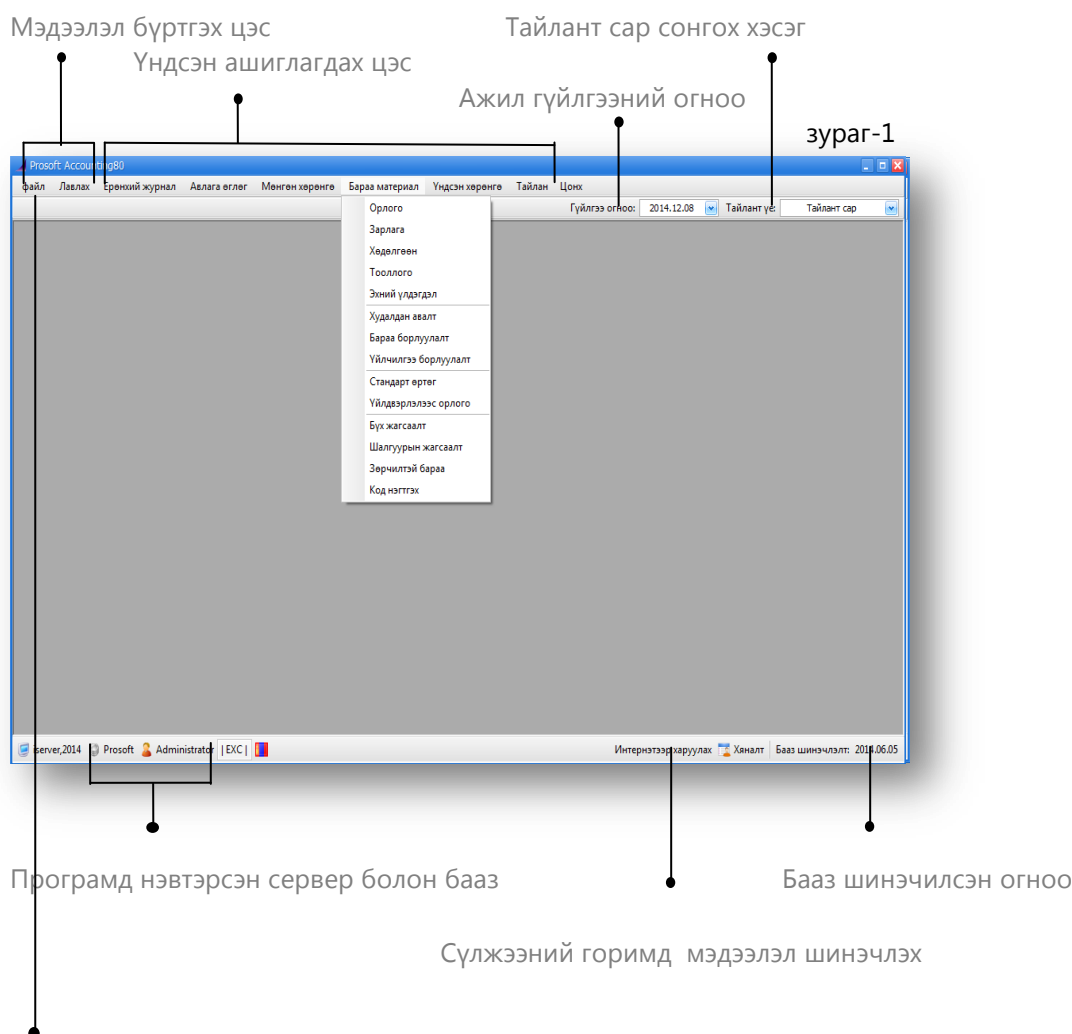 Мэдээлэл бүртгэх цэс
Тайлант сар сонгох хэсэг
Үндсэн ашиглагдах цэс
Ажил гүйлгээний огноо
зураг-1
Prosoft Accounting80
Файл Лавлах Ерөнхий журнал Авлага өглөг Мөнгөн хөрөнгө Бараа материал Үндсэн хөрөнгө Тайлан Цонх
Гүйлгээ огноо: 2014.12.08 Тайлант үе: Тайлант сар
Орлого
Зарлага
Хөдөлгөөн
Тооллого
Эхний үлдэгдэл
Худалдан авалт
Бараа борлуулалт
Үйлчилгээ борлуулалт
Стандарт өртөг
Үйлдвэрлэлээс орлого
Бүх жагсаалт
Шалгуурын жагсаалт
Зөрчилтэй бараа
Код нэгтгэх
iserver,2014 Prosoft Administrator |EXC| Интернэтээр харуулах Хяналт Бааз шинэчлэлт: 2014.06.05
Програмд нэвтэрсэн сервер болон бааз
Бааз шинэчилсэн огноо
Сүлжээний горимд мэдээлэл шинэчлэх